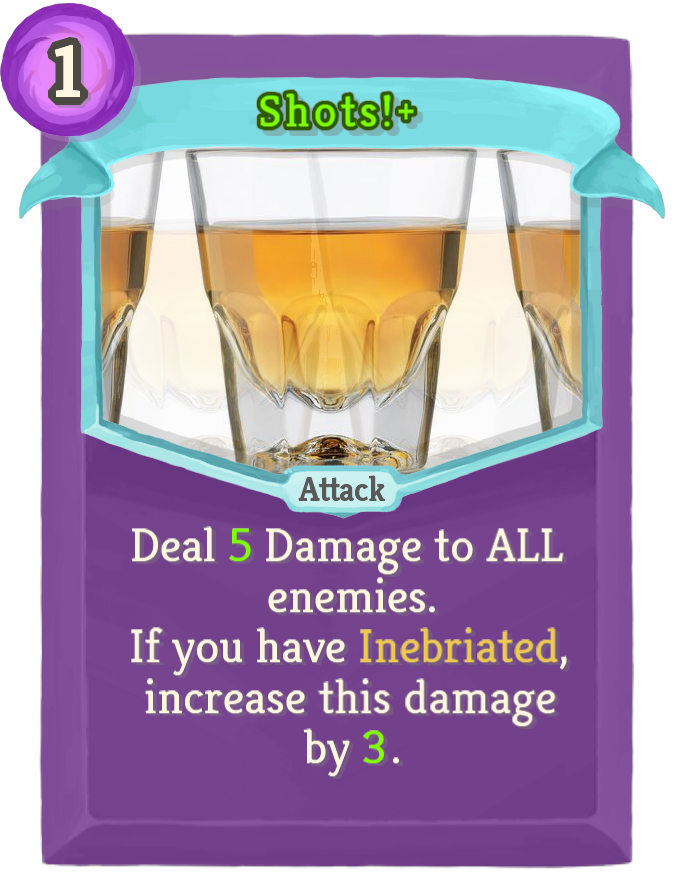 1
Shots!+
Attack
Deal 5 Damage to ALL
enemies.
If you have Inebriated,
increase this damage
by 3.